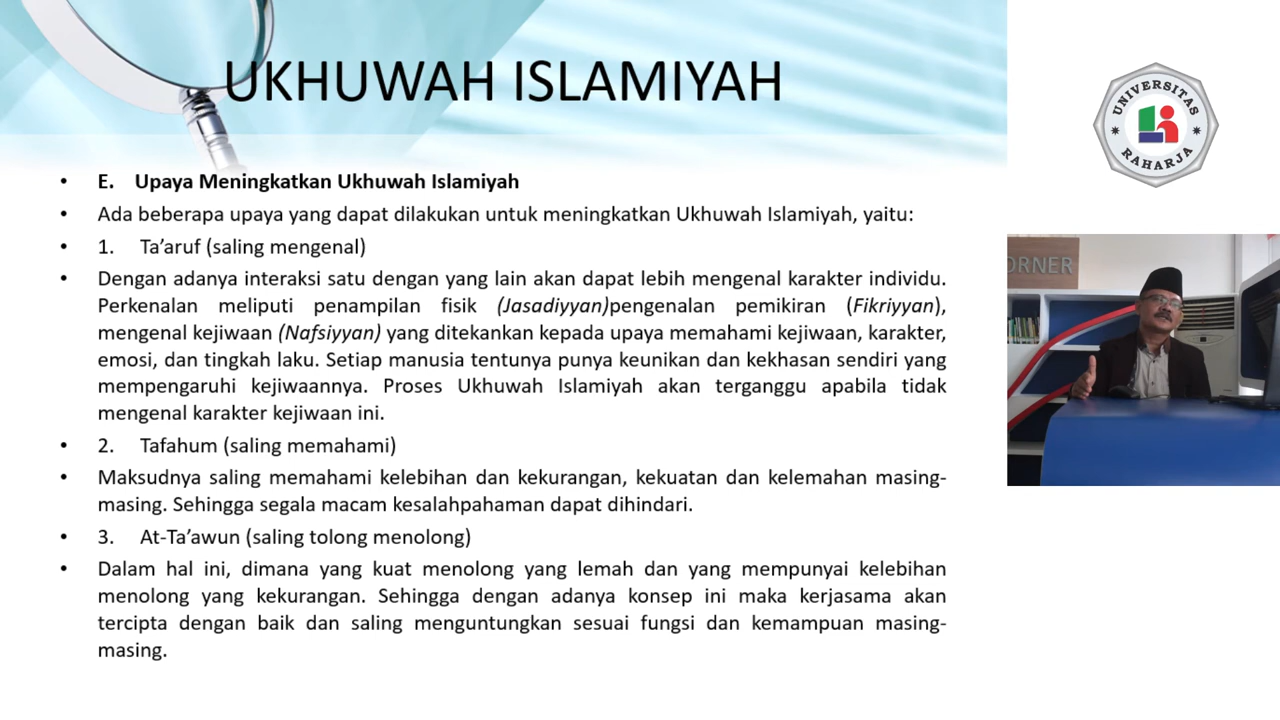 UKHUWAH ISLAMIYAH
• E. Upaya Meningkatkan Ukhuwah Islamiyah
• Ada beberapa upaya yang dapat dilakukan untuk meningkatkan Ukhuwah Islamiyah, yaitu:
• 1. Ta’aruf (saling mengenal)
• Dengan adanya interaksi satu dengan yang lain akan dapat lebih mengenal karakter individu.
Perkenalan meliputi penampilan fisik (Jasadiyyan)pengenalan pemikiran (Fikriyyan),
mengenal kejiwaan (Nafsiyyan) yang ditekankan kepada upaya memahami kejiwaan, karakter,
emosi, dan tingkah laku. Setiap manusia tentunya punya keunikan dan kekhasan sendiri yang
mempengaruhi kejiwaannya. Proses Ukhuwah Islamiyah akan terganggu apabila tidak
mengenal karakter kejiwaan ini.
• 2. Tafahum (saling memahami)
• Maksudnya saling memahami kelebihan dan kekurangan, kekuatan dan kelemahan masing-
masing. Sehingga segala macam kesalahpahaman dapat dihindari.
• 3. At-Ta’awun (saling tolong menolong)
• Dalam hal ini, dimana yang kuat menolong yang lemah dan yang mempunyai kelebihan
menolong yang kekurangan. Sehingga dengan adanya konsep ini maka kerjasama akan
tercipta dengan baik dan saling menguntungkan sesuai fungsi dan kemampuan masing-
masing.
UNIVERSITAS
RAHARJA
ORNER